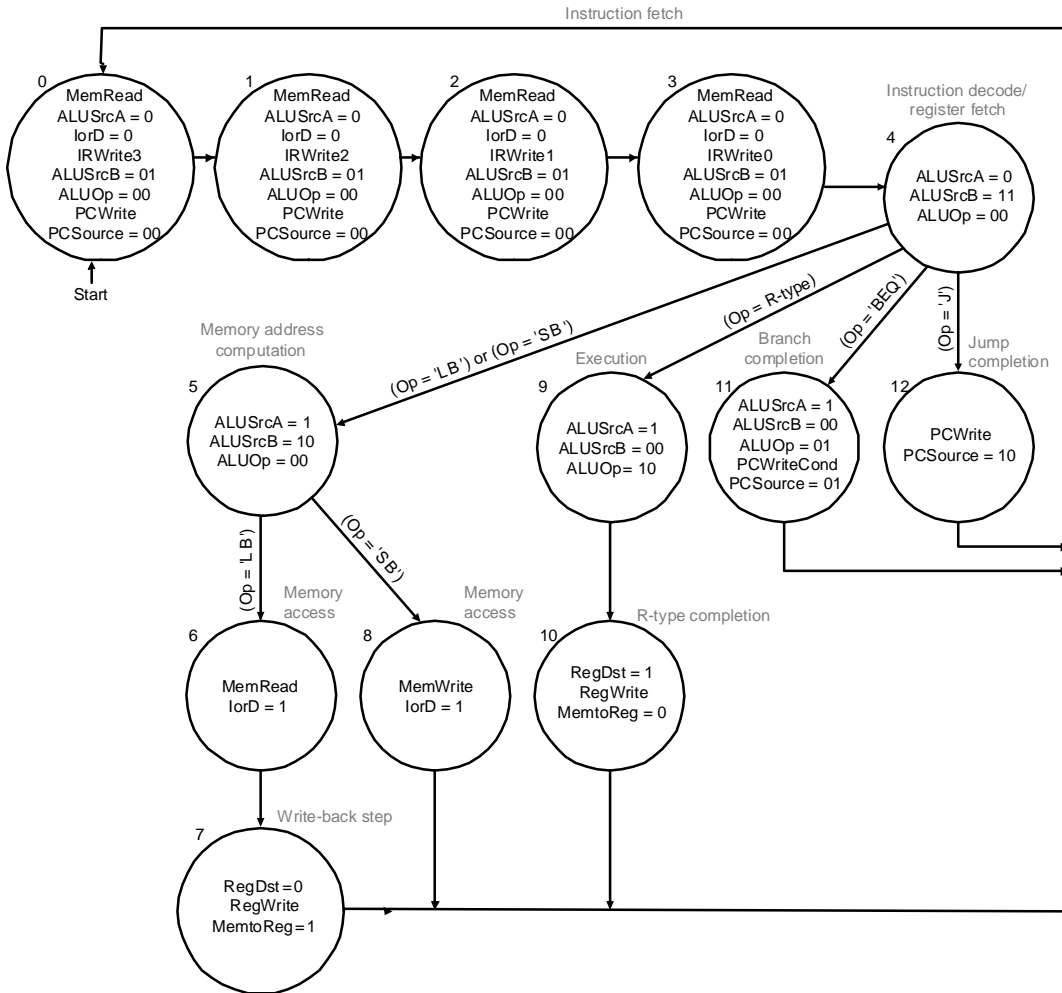 Instruction fetch
0
MemRead
ALUSrcA = 0
IorD = 0
IRWrite3
ALUSrcB = 01
ALUOp = 00
PCWrite
PCSource = 00
Start
1
MemRead
ALUSrcA = 0
IorD = 0
IRWrite2
ALUSrcB = 01
ALUOp = 00
PCWrite
PCSource = 00
2
MemRead
ALUSrcA = 0
IorD = 0
IRWrite1
ALUSrcB = 01
ALUOp = 00
PCWrite
PCSource = 00
3
MemRead
ALUSrcA = 0
IorD = 0
IRWrite0
ALUSrcB = 01
ALUOp = 00
PCWrite
PCSource = 00
Instruction decode/
register fetch
4
ALUSrcA = 0
ALUSrcB = 11
ALUOp = 00
(Op = 'LB') or (Op = 'SB')
(Op = R-type)
(Op = 'BEQ')
(Op = 'J')
Memory address
computation
5
ALUSrcA = 1
ALUSrcB = 10
ALUOp = 00
Execution
9
ALUSrcA = 1
ALUSrcB = 00
ALUOp= 10
Branch
completion
11
ALUSrcA = 1
ALUSrcB = 00
ALUOp = 01
PCWriteCond
PCSource = 01
Jump
completion
12
PCWrite
PCSource = 10
(Op = 'LB')
(Op = 'SB')
Memory
access
6
MemRead
IorD = 1
Memory
access
8
MemWrite
IorD = 1
R-type completion
10
RegDst = 1
RegWrite
MemtoReg = 0
Write-back step
7
RegDst=0
RegWrite
MemtoReg=1